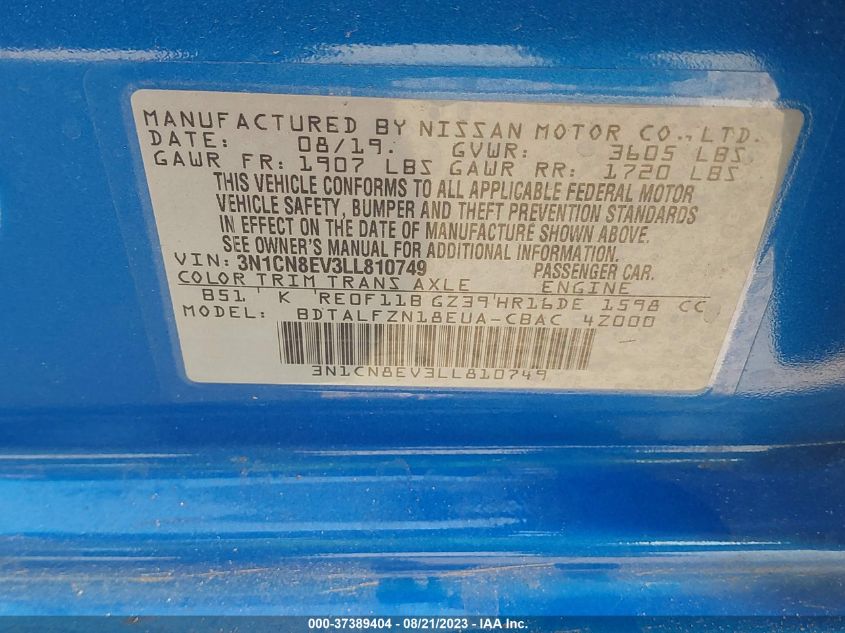 MANUFACTURED BY NISSAN MOTOR CO., LTD.
DATE: 08/19. GVWR: 3605 LBS
GAWR FR: 1907 LBS GAWR RR: 1720 LBS
THIS VEHICLE CONFORMS TO ALL APPLICABLE FEDERAL MOTOR
VEHICLE SAFETY, BUMPER AND THEFT PREVENTION STANDARDS
IN EFFECT ON THE DATE OF MANUFACTURE SHOWN ABOVE.
SEE OWNER'S MANUAL FOR ADDITIONAL INFORMATION.
VIN: 3N1CN8EV3LL810749 PASSENGER CAR.
COLOR TRIM TRANS AXLE ENGINE
B51 K RE0F11B GZ39 HR16DE 1598 CC
MODEL: BDTALFZN18EUA-CBAC 4Z000
3N1CN8EV3LL810749
000-37389404 - 08/21/2023 - IAA Inc.